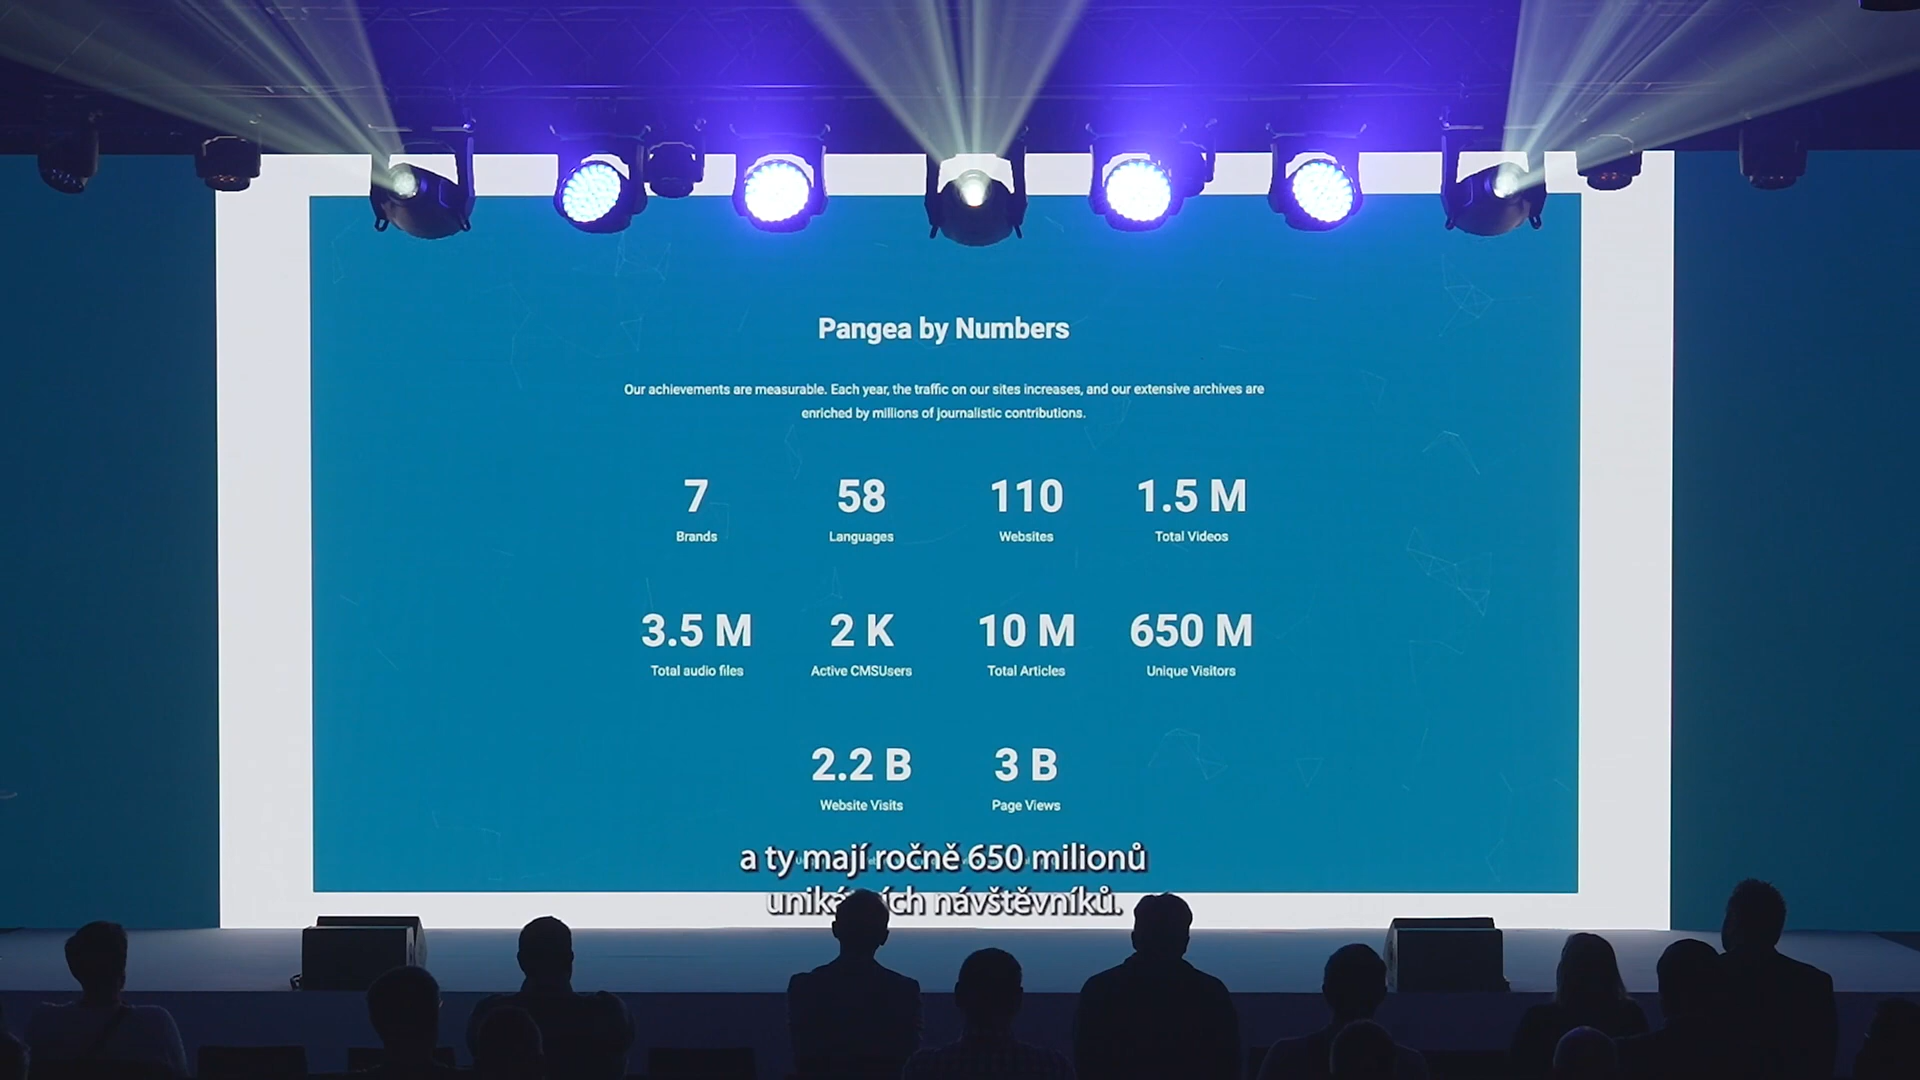 Pangea by Numbers
Our achievements are measurable. Each year, the traffic on our sites increases, and our extensive archives are
enriched by millions of journalistic contributions.
7
Brands
58
Languages
110
Websites
1.5 M
Total Videos
3.5 M
Total audio files
2 K
Active CMSUsers
10 M
Total Articles
650 M
Unique Visitors
2.2 B
Website Visits
3 B
Page Views
a ty mají ročně 650 milionů
návštěvníků.